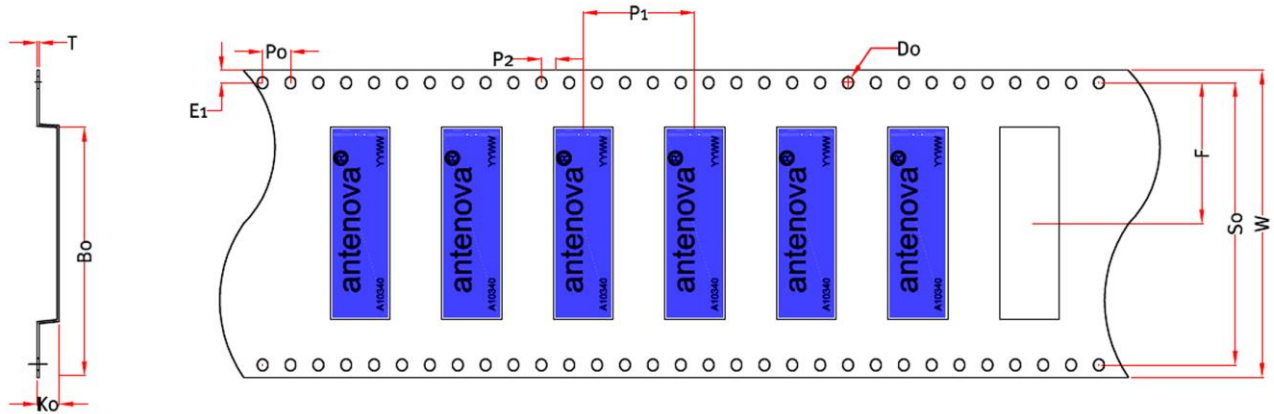 T
Po
P1
P2
Do
E1
Bo
Ko
F
So
W
antenova®
YYWW
A10340
antenova®
YYWW
A10340
antenova®
YYWW
A10340
antenova®
YYWW
A10340
antenova®
YYWW
A10340
antenova®
YYWW
A10340